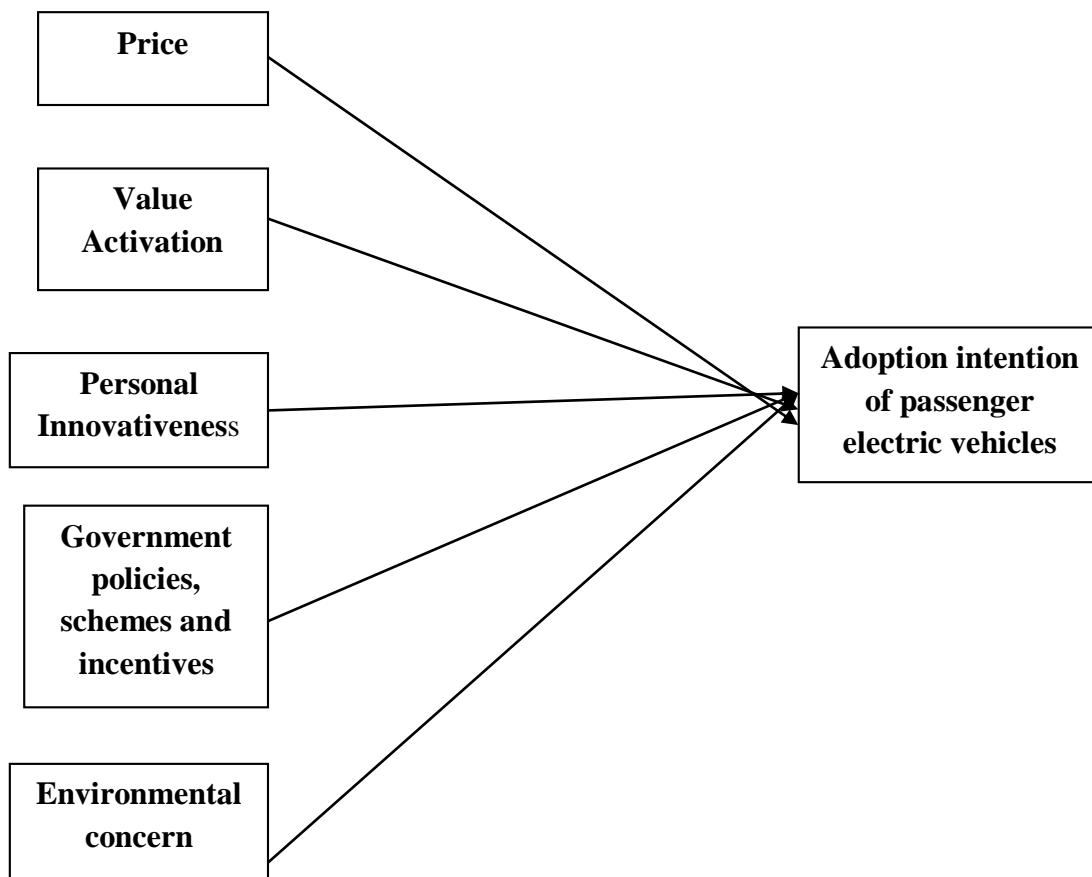 Price
Value
Activation
Personal
Innovativeness
Government
policies,
schemes and
incentives
Environmental
concern
Adoption intention
of passenger
electric vehicles